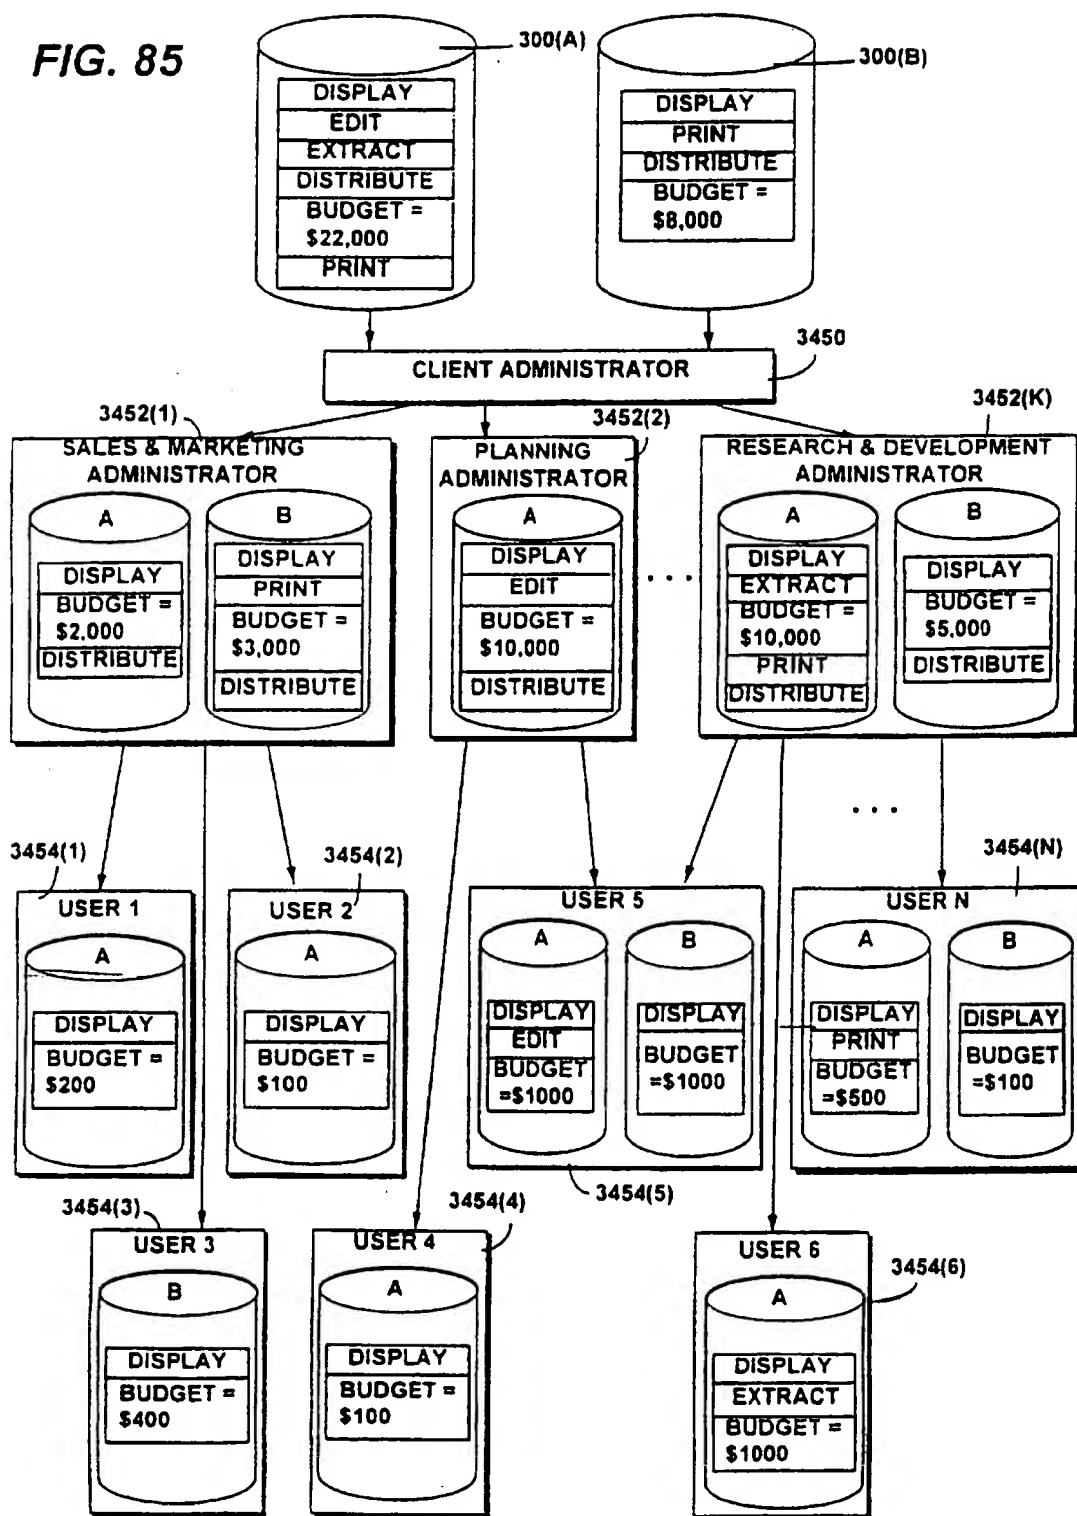 FIG. 85
300(A)
300(B)
DISPLAY
EDIT
EXTRACT
DISTRIBUTE
BUDGET =
$22,000
PRINT
DISPLAY
PRINT
DISTRIBUTE
BUDGET =
$8,000
3450
CLIENT ADMINISTRATOR
3452(1)
3452(2)
3452(K)
SALES & MARKETING
ADMINISTRATOR
A
DISPLAY
BUDGET =
$2,000
DISTRIBUTE
B
DISPLAY
PRINT
BUDGET =
$3,000
DISTRIBUTE
PLANNING
ADMINISTRATOR
A
DISPLAY
EDIT
BUDGET =
$10,000
DISTRIBUTE
. . .
RESEARCH & DEVELOPMENT
ADMINISTRATOR
A
DISPLAY
EXTRACT
BUDGET =
$10,000
PRINT
DISTRIBUTE
B
DISPLAY
BUDGET =
$5,000
DISTRIBUTE
. . .
3454(1)
USER 1
A
DISPLAY
BUDGET =
$200
3454(2)
USER 2
A
DISPLAY
BUDGET =
$100
USER 5
A
DISPLAY
EDIT
BUDGET
=$1000
B
DISPLAY
BUDGET
=$1000
3454(5)
3454(N)
USER N
A
DISPLAY
PRINT
BUDGET
=$500
B
DISPLAY
BUDGET
=$100
3454(3)
USER 3
B
DISPLAY
BUDGET =
$400
3454(4)
USER 4
A
DISPLAY
BUDGET =
$100
3454(6)
USER 6
A
DISPLAY
EXTRACT
BUDGET =
$1000